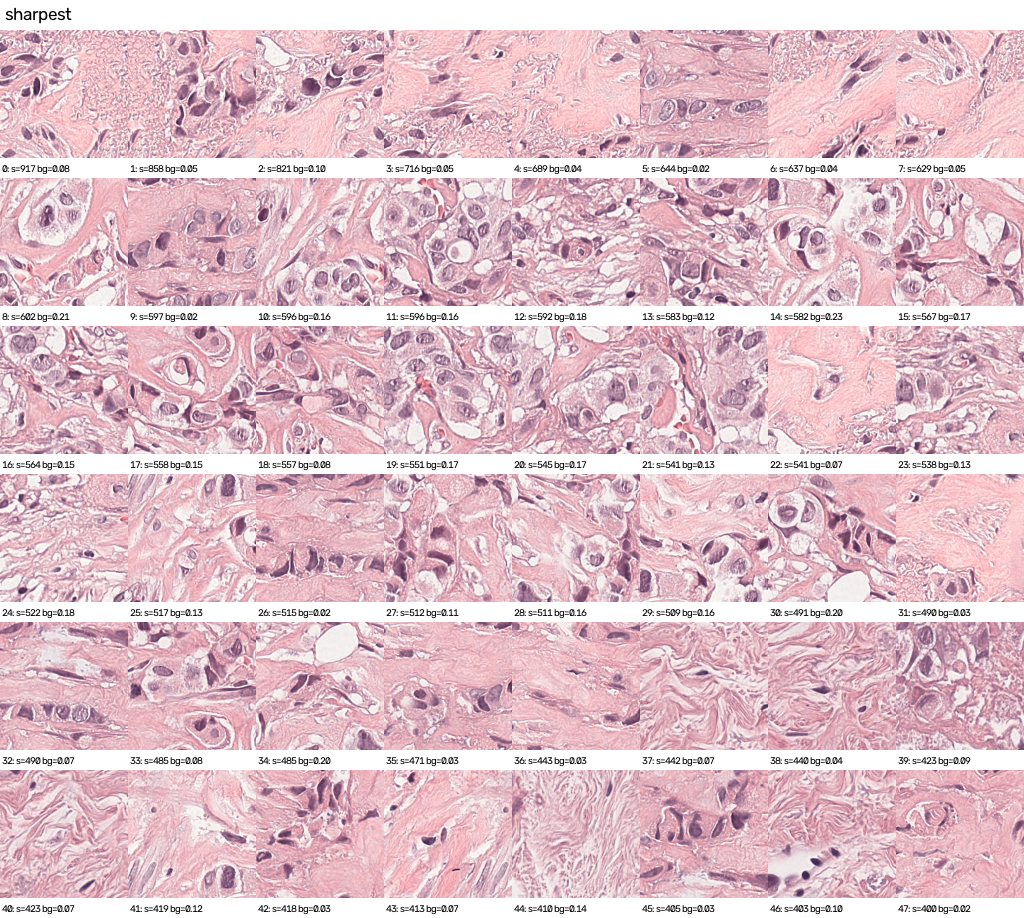 sharpest
0: s=917 bg=0.08 1: s=858 bg=0.05 2: s=821 bg=0.10 3: s=716 bg=0.05 4: s=689 bg=0.04 5: s=644 bg=0.02 6: s=637 bg=0.04 7: s=629 bg=0.05
8: s=602 bg=0.21 9: s=597 bg=0.02 10: s=596 bg=0.16 11: s=596 bg=0.16 12: s=592 bg=0.18 13: s=583 bg=0.12 14: s=582 bg=0.23 15: s=567 bg=0.17
16: s=564 bg=0.15 17: s=558 bg=0.15 18: s=557 bg=0.08 19: s=551 bg=0.17 20: s=545 bg=0.17 21: s=541 bg=0.13 22: s=541 bg=0.07 23: s=538 bg=0.13
24: s=522 bg=0.18 25: s=517 bg=0.13 26: s=515 bg=0.02 27: s=512 bg=0.11 28: s=511 bg=0.16 29: s=509 bg=0.16 30: s=491 bg=0.20 31: s=490 bg=0.03
32: s=490 bg=0.07 33: s=485 bg=0.08 34: s=485 bg=0.20 35: s=471 bg=0.03 36: s=443 bg=0.03 37: s=442 bg=0.07 38: s=440 bg=0.04 39: s=423 bg=0.09
40: s=423 bg=0.07 41: s=419 bg=0.12 42: s=418 bg=0.03 43: s=413 bg=0.07 44: s=410 bg=0.14 45: s=405 bg=0.03 46: s=403 bg=0.10 47: s=400 bg=0.02